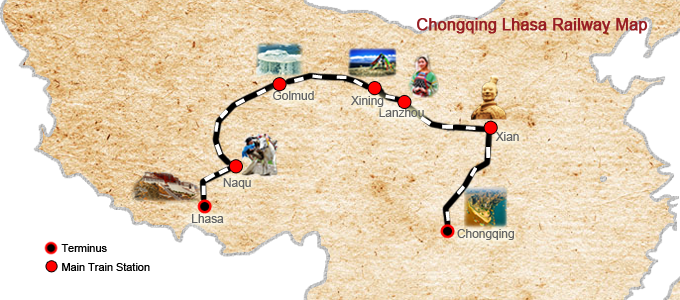 Chongqing Lhasa Railway Map
Golmud
Xining
Lanzhou
Xian
Naqu
Lhasa
Chongqing
Terminus
Main Train Station